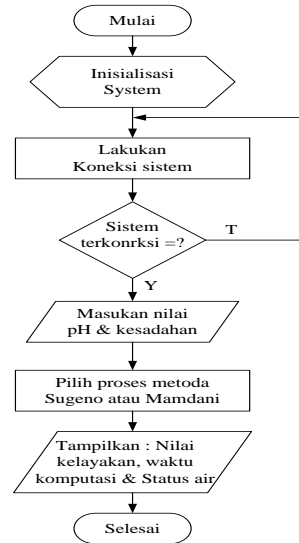 Mulai
Inisialisasi
System
Lakukan
Koneksi sistem
Sistem
terkonrksi =?
T
Y
Masukan nilai
pH & kesadahan
Pilih proses metoda
Sugeno atau Mamdani
Tampilkan : Nilai
kelayakan, waktu
komputasi & Status air
Selesai